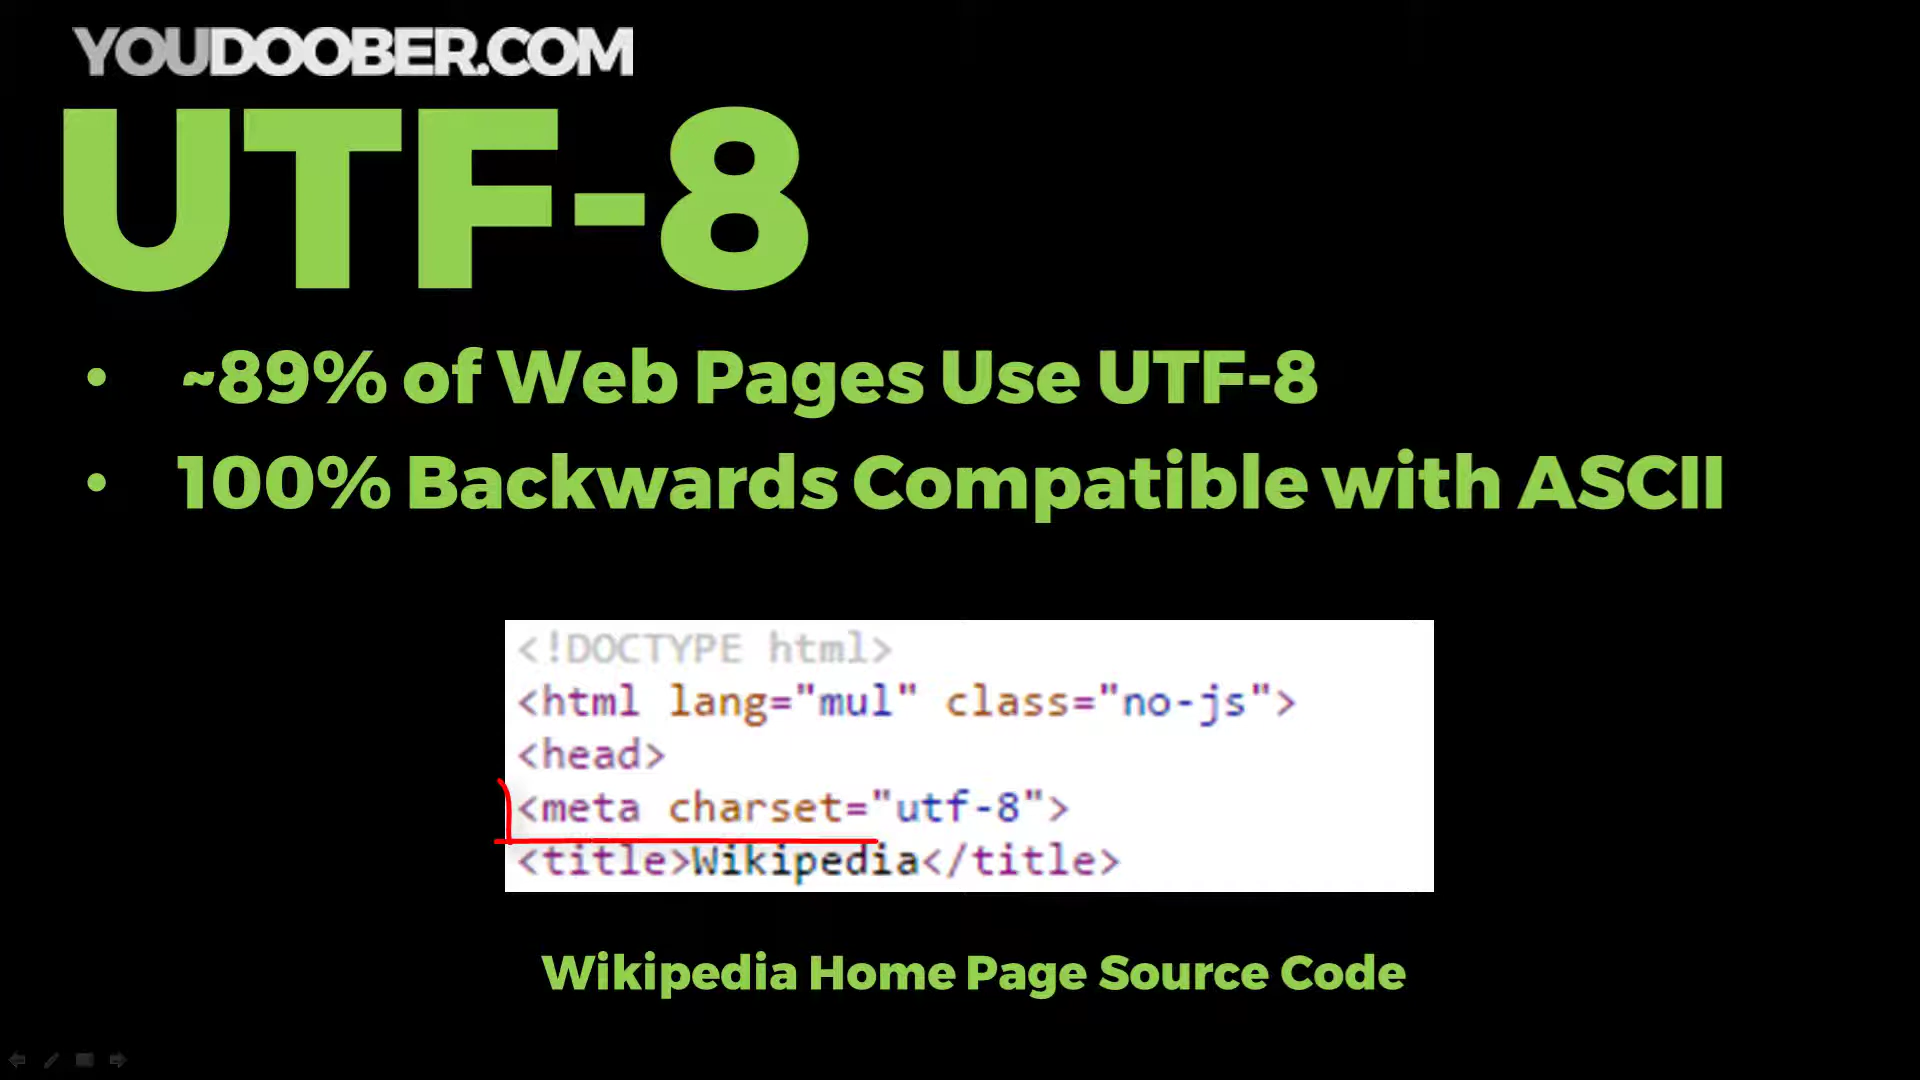 YOUDOOBER.COM
UTF-8
• ~89% of Web Pages Use UTF-8
• 100% Backwards Compatible with ASCII
<!DOCTYPE html>
<html lang="mul" class="no-js">
<head>
<meta charset="utf-8">
<title>Wikipedia</title>
Wikipedia Home Page Source Code